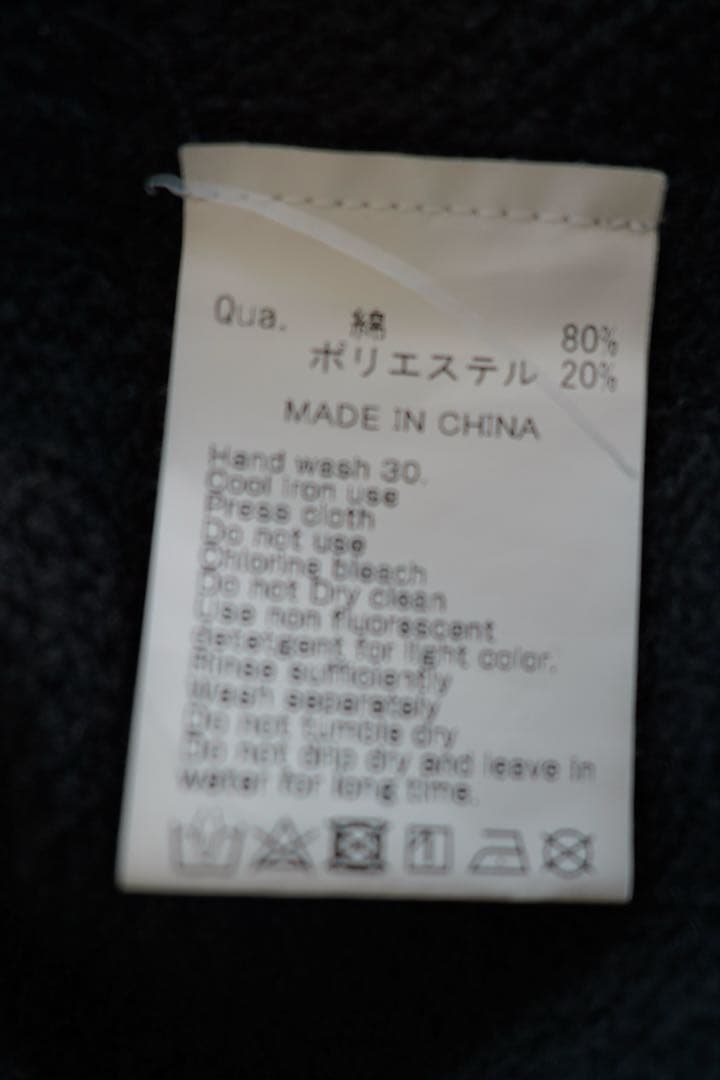 Qua. 綿 80%
ポリエステル 20%
MADE IN CHINA
Hand wash 30.
Cool iron use
Press cloth
Do not use
Chlorine bleach
Do not Dry clean
Use non fluorescent
detetgent for light color.
Rinse sufficiently
Wash separately
Do not tumble dry
Do not drip dry and leave in
water for long time.